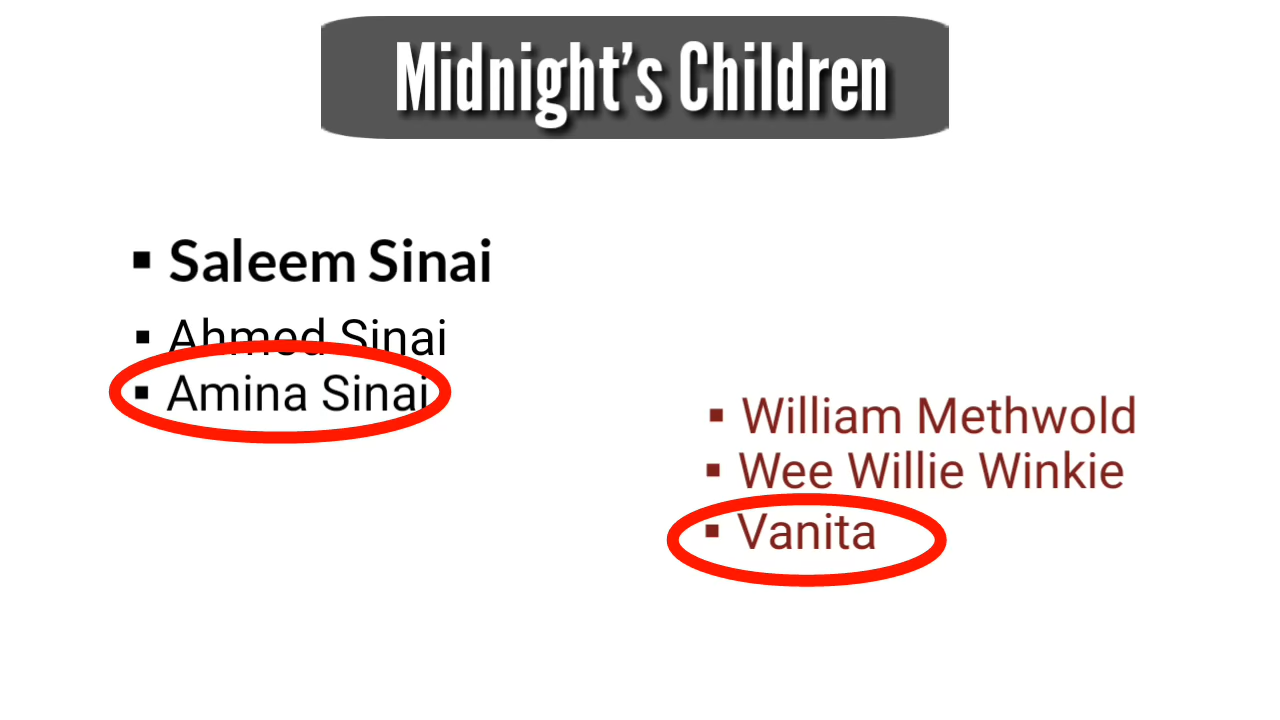 Midnight's Children
▪ Saleem Sinai
▪ Ahmed Sinai
▪ Amina Sinai
▪ William Methwold
▪ Wee Willie Winkie
▪ Vanita